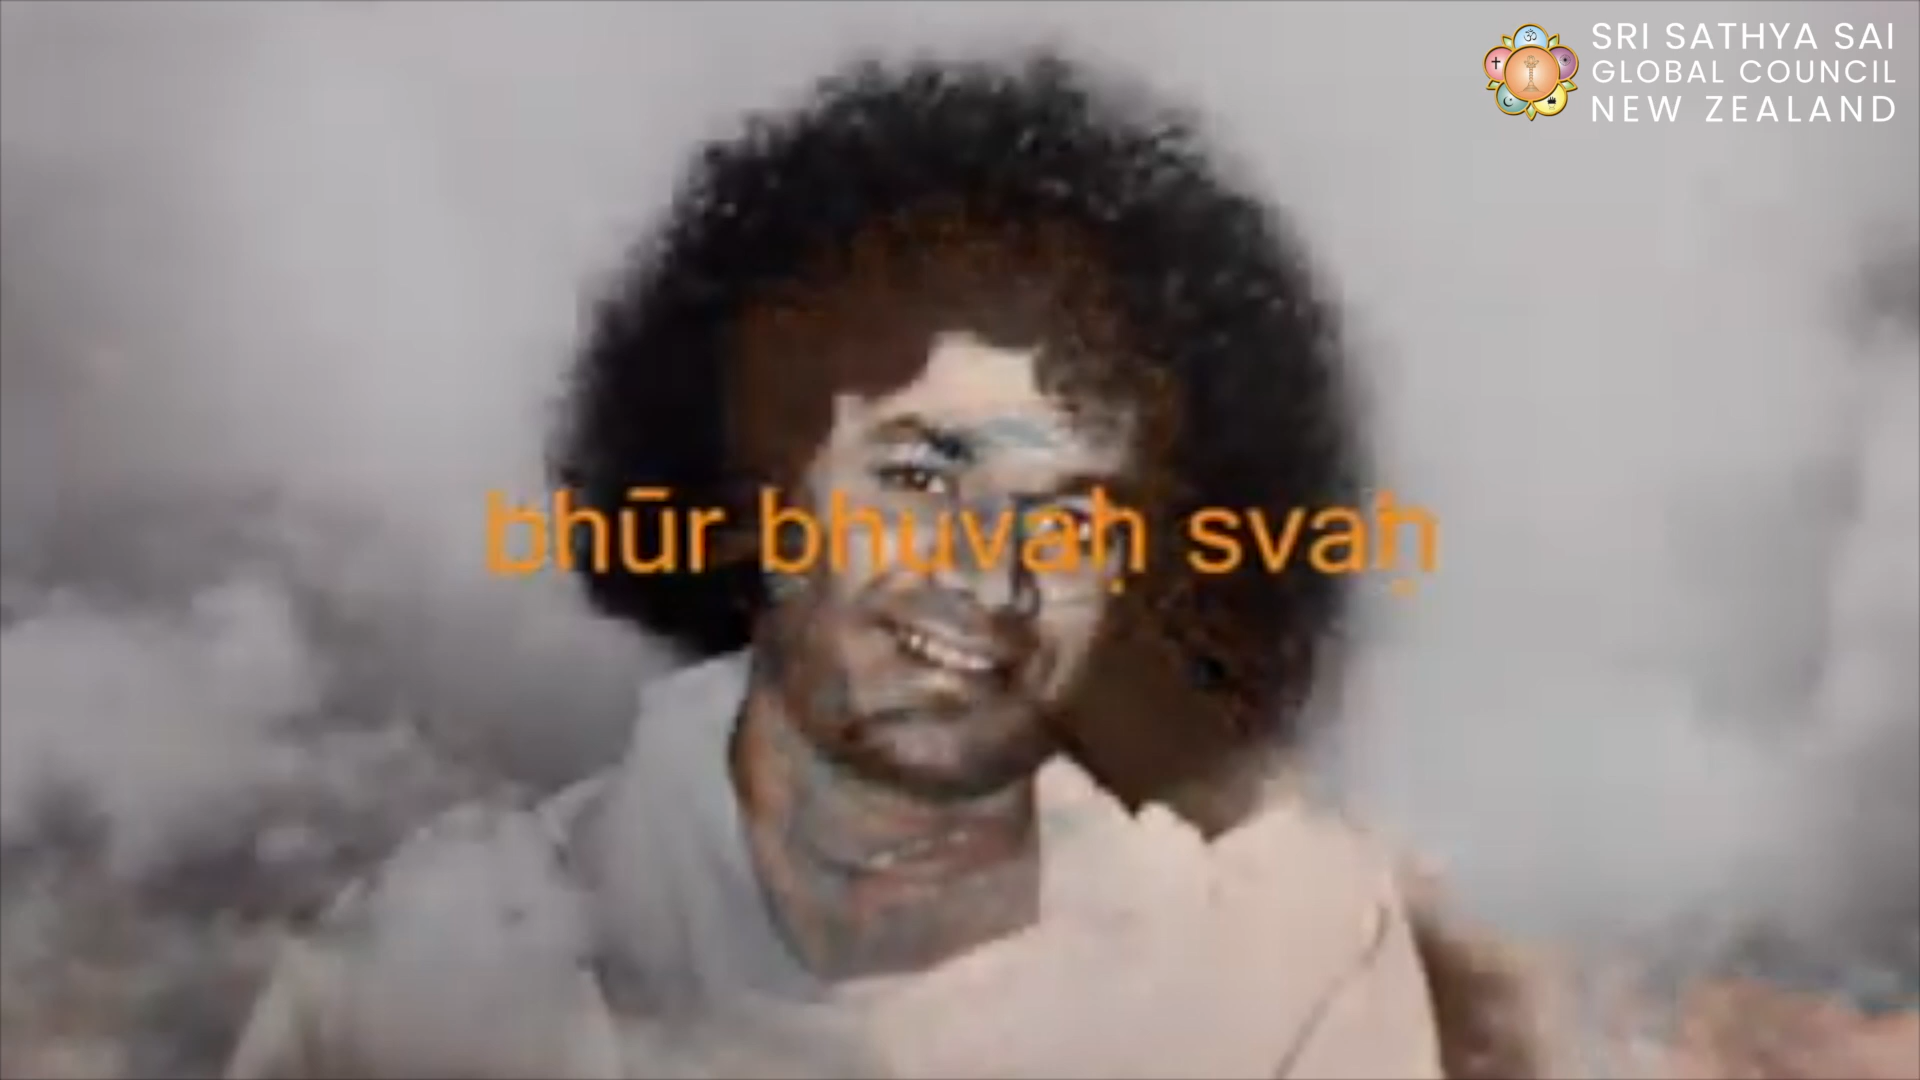 SRI SATHYA SAI
GLOBAL COUNCIL
NEW ZEALAND
bhūr bhuvaḥ svaḥ